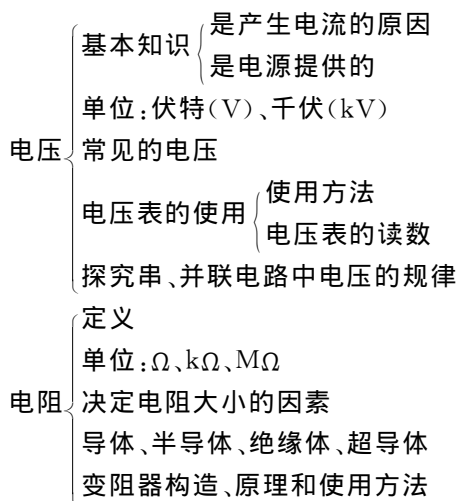 是产生电流的原因
基本知识
是电源提供的
单位:伏特(V)、千伏(kV)
电压
常见的电压
使用方法
电压表的使用
电压表的读数
探究串、并联电路中电压的规律
定义
单位:Ω、kΩ、MΩ
电阻
决定电阻大小的因素
导体、半导体、绝缘体、超导体
变阻器构造、原理和使用方法